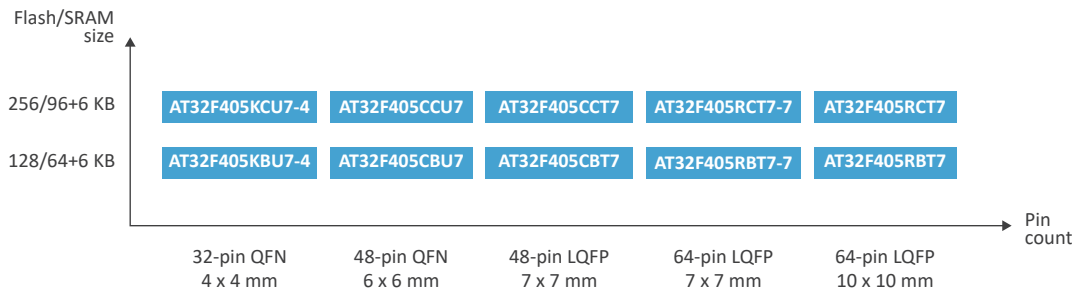 Flash/SRAM
size
256/96+6 KB
AT32F405KCU7-4 AT32F405CCU7 AT32F405CCT7 AT32F405RCT7-7 AT32F405RCT7
128/64+6 KB
AT32F405KBU7-4 AT32F405CBU7 AT32F405CBT7 AT32F405RBT7-7 AT32F405RBT7
Pin
count
32-pin QFN
4 x 4 mm
48-pin QFN
6 x 6 mm
48-pin LQFP
7 x 7 mm
64-pin LQFP
7 x 7 mm
64-pin LQFP
10 x 10 mm